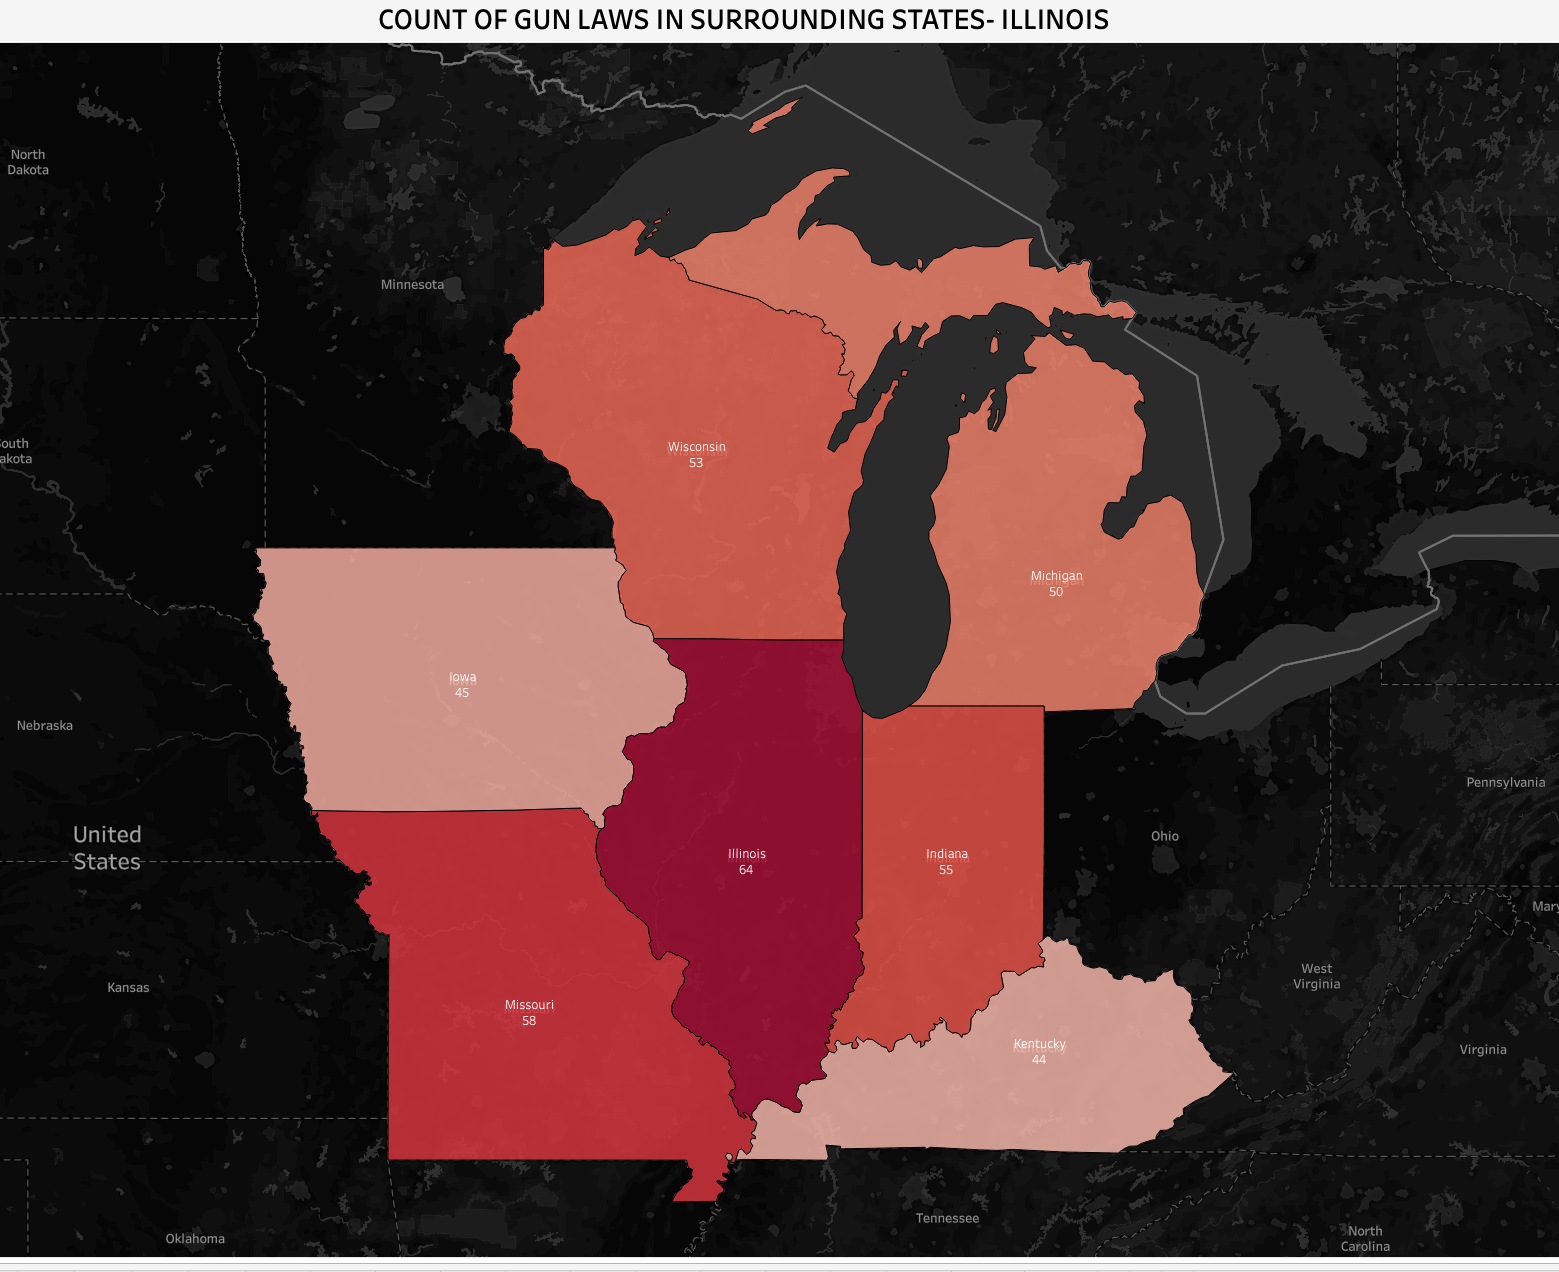 COUNT OF GUN LAWS IN SURROUNDING STATES- ILLINOIS
North
Dakota
Minnesota
outh
akota
Wisconsin
53
Michigan
50
Iowa
45
Nebraska
Pennsylvania
United
States
Ohio
Illinois
64
Indiana
55
Mary
Kansas
West
Virginia
Missouri
58
Kentucky
44
Virginia
Tennessee
Oklahoma
North
Carolina